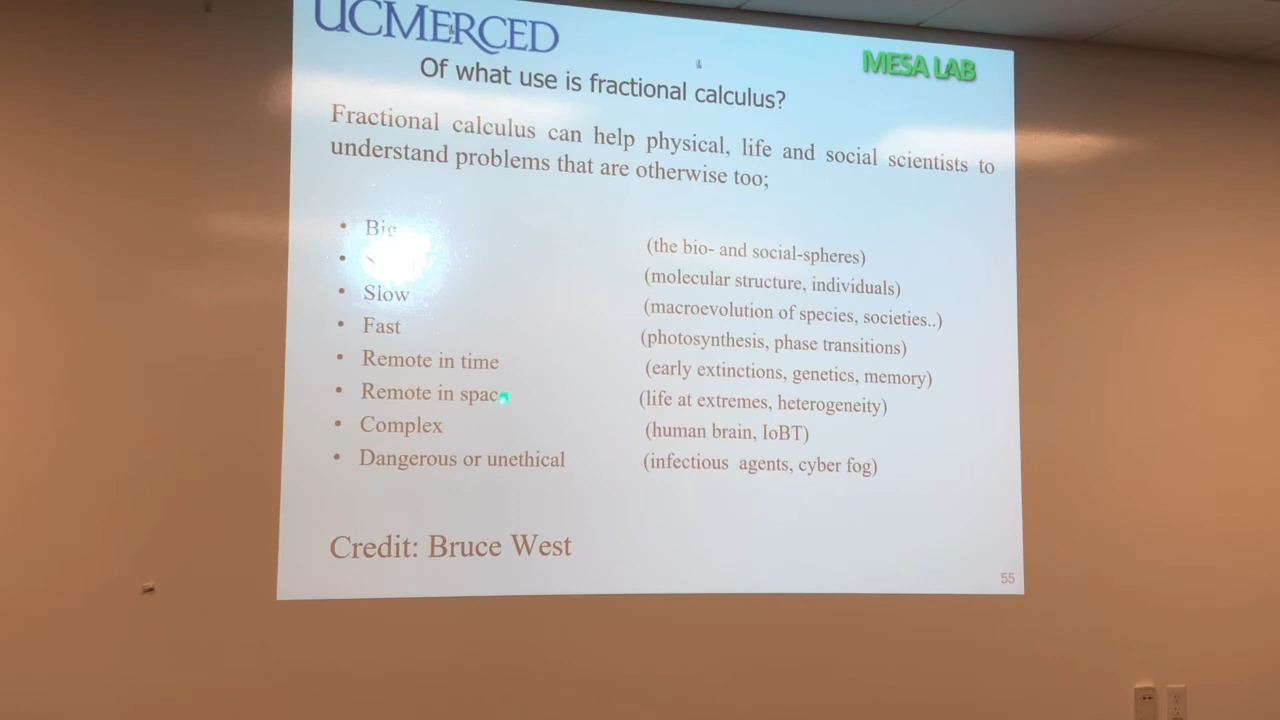 UCMERCED
MESA LAB
Of what use is fractional calculus?
Fractional calculus can help physical, life and social scientists to
understand problems that are otherwise too;
• Big (the bio- and social-spheres)
• (molecular structure, individuals)
• Slow (macroevolution of species, societies..)
• Fast (photosynthesis, phase transitions)
• Remote in time (early extinctions, genetics, memory)
• Remote in space (life at extremes, heterogeneity)
• Complex (human brain, IoBT)
• Dangerous or unethical (infectious agents, cyber fog)
Credit: Bruce West
55